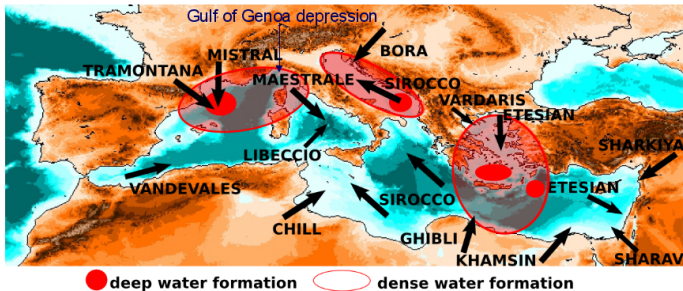 Gulf of Genoa depression
MISTRAL
BORA
TRAMONTANA
MAESTRALE
SIROCCO
VARDARIS
ETESIAN
SHARKIYA
LIBECCIO
VANDEVALES
ETESIAN
SIROCCO
CHILL
GHIBLI
KHAMSIN
SHARAV
deep water formation
dense water formation